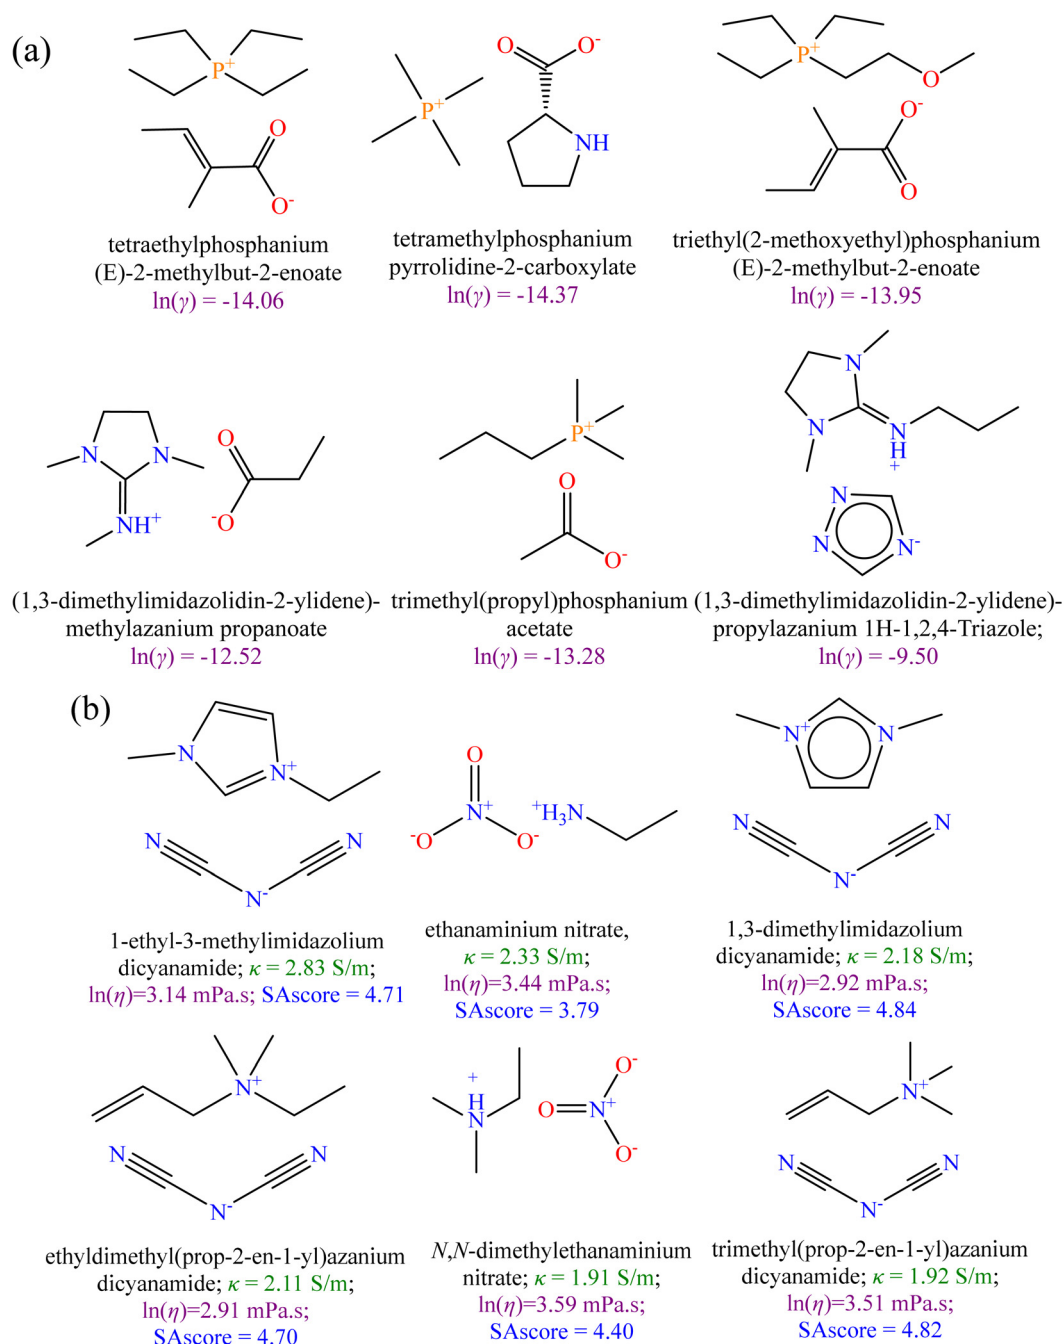 (a)
P+
O
O-
tetraethylphosphanium
(E)-2-methylbut-2-enoate
ln(γ) = -14.06
P+
O
O-
NH
tetramethylphosphanium
pyrrolidine-2-carboxylate
ln(γ) = -14.37
P+
O
O-
O
triethyl(2-methoxyethyl)phosphanium
(E)-2-methylbut-2-enoate
ln(γ) = -13.95
N
N
NH+
O
-O
(1,3-dimethylimidazolidin-2-ylidene)-
methylazanium propanoate
ln(γ) = -12.52
P+
O
O-
trimethyl(propyl)phosphanium
acetate
ln(γ) = -13.28
N
N
N
H
+
N
N
N-
(1,3-dimethylimidazolidin-2-ylidene)-
propylazanium 1H-1,2,4-Triazole;
ln(γ) = -9.50
(b)
N
N+
N
N
N-
1-ethyl-3-methylimidazolium
dicyanamide; κ = 2.83 S/m;
ln(η)=3.14 mPa.s; SAscore = 4.71
O
N+
-O
O-
+H3N
ethanaminium nitrate,
κ = 2.33 S/m;
ln(η)=3.44 mPa.s;
SAscore = 3.79
N+
N
N
N
N-
1,3-dimethylimidazolium
dicyanamide; κ = 2.18 S/m;
ln(η)=2.92 mPa.s;
SAscore = 4.84
N+
N
N
N-
ethyldimethyl(prop-2-en-1-yl)azanium
dicyanamide; κ = 2.11 S/m;
ln(η)=2.91 mPa.s;
SAscore = 4.70
+
H
N
O-
O
N+
O-
N,N-dimethylethanaminium
nitrate; κ = 1.91 S/m;
ln(η)=3.59 mPa.s;
SAscore = 4.40
N+
N
N
N-
trimethyl(prop-2-en-1-yl)azanium
dicyanamide; κ = 1.92 S/m;
ln(η)=3.51 mPa.s;
SAscore = 4.82